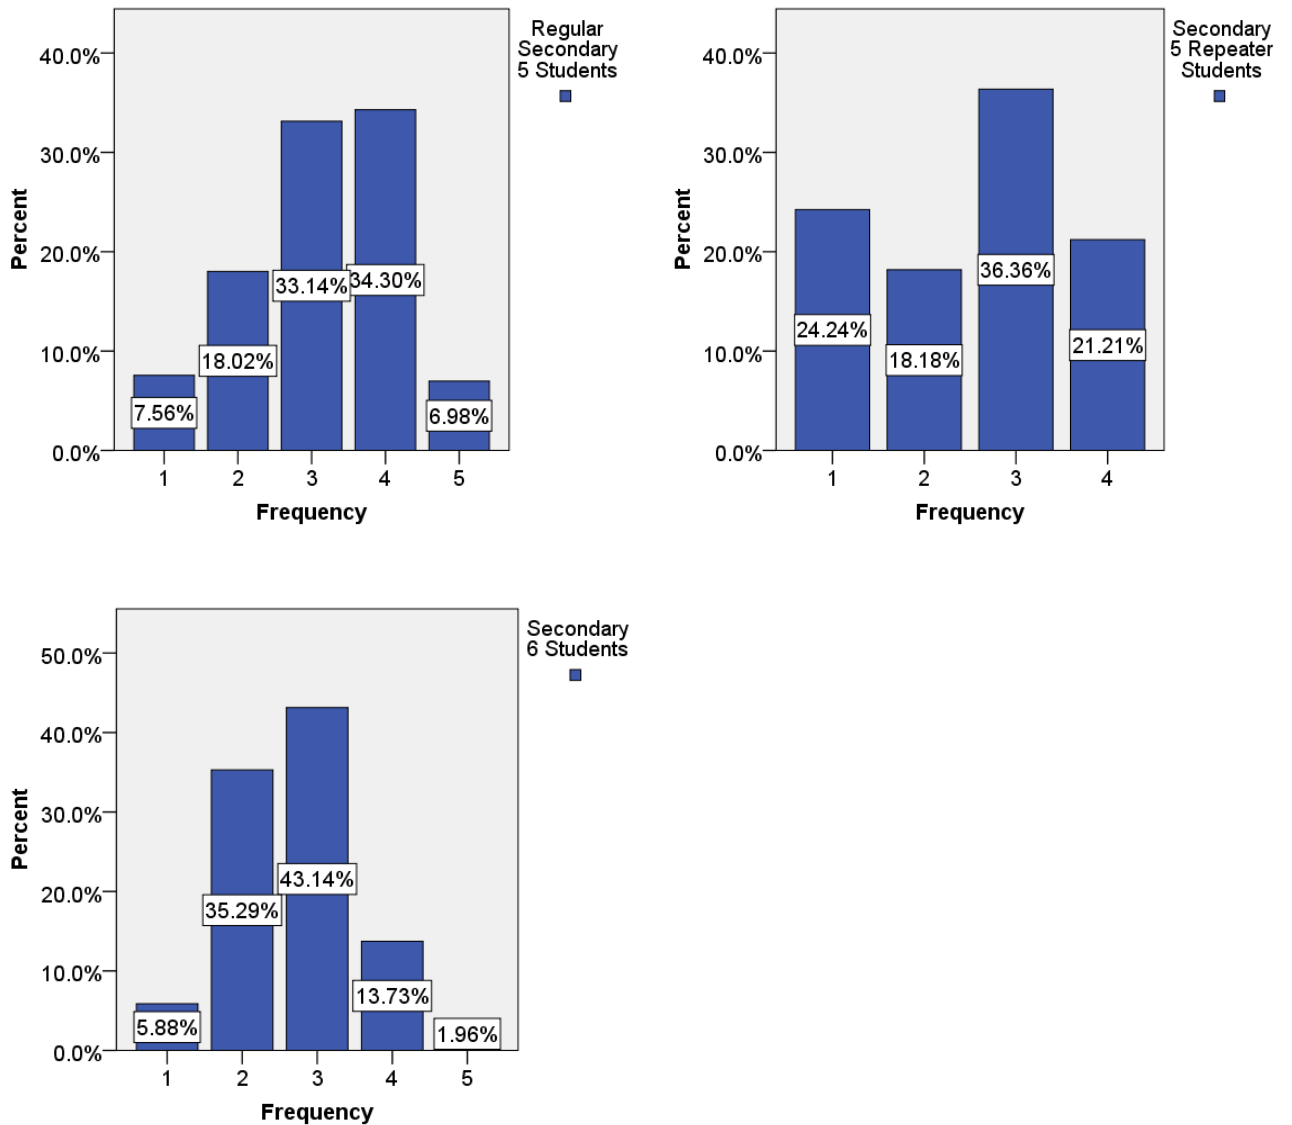 Regular
Secondary
5 Students
40.0%
30.0%
20.0%
10.0%
0.0%
Percent
7.56%
18.02%
33.14%
34.30%
6.98%
1 2 3 4 5
Frequency
Secondary
5 Repeater
Students
40.0%
30.0%
20.0%
10.0%
0.0%
Percent
24.24%
18.18%
36.36%
21.21%
1 2 3 4
Frequency
Secondary
6 Students
50.0%
40.0%
30.0%
20.0%
10.0%
0.0%
Percent
5.88%
35.29%
43.14%
13.73%
1.96%
1 2 3 4 5
Frequency